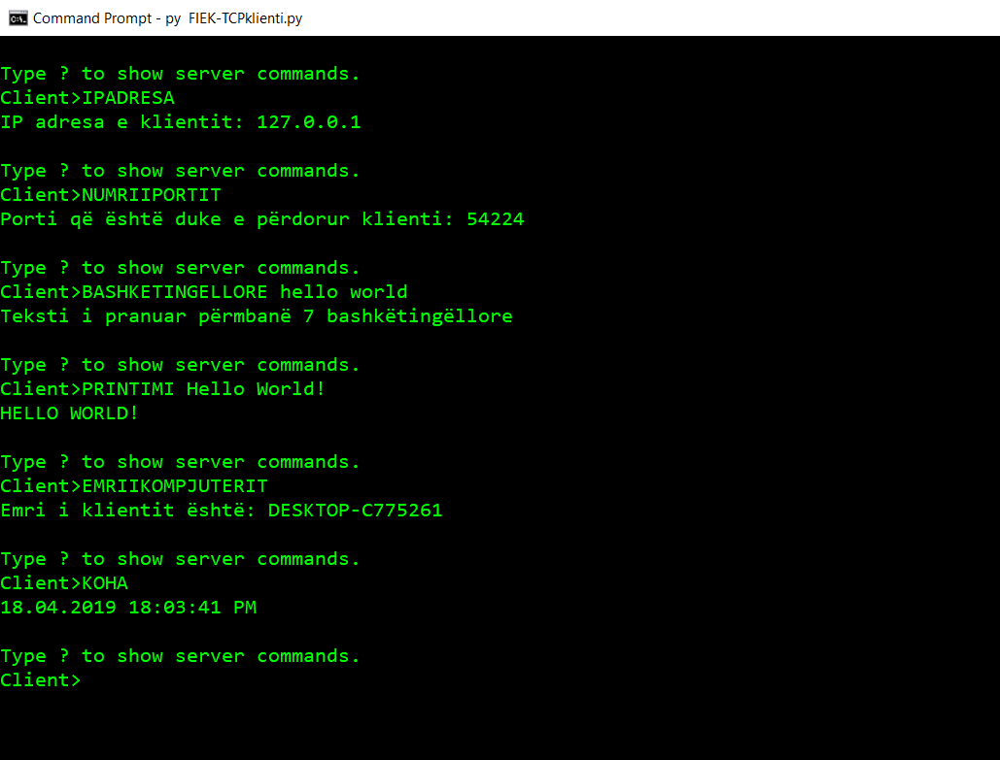 Command Prompt - py  FIEK-TCPklienti.py
Type ? to show server commands.
Client>IPADRESA
IP adresa e klientit: 127.0.0.1
Type ? to show server commands.
Client>NUMRIIPORTIT
Porti që është duke e përdorur klienti: 54224
Type ? to show server commands.
Client>BASHKETINGELLORE hello world
Teksti i pranuar përmbanë 7 bashkëtingëllore
Type ? to show server commands.
Client>PRINTIMI Hello World!
HELLO WORLD!
Type ? to show server commands.
Client>EMRIIKOMPJUTERIT
Emri i klientit është: DESKTOP-C775261
Type ? to show server commands.
Client>KOHA
18.04.2019 18:03:41 PM
Type ? to show server commands.
Client>